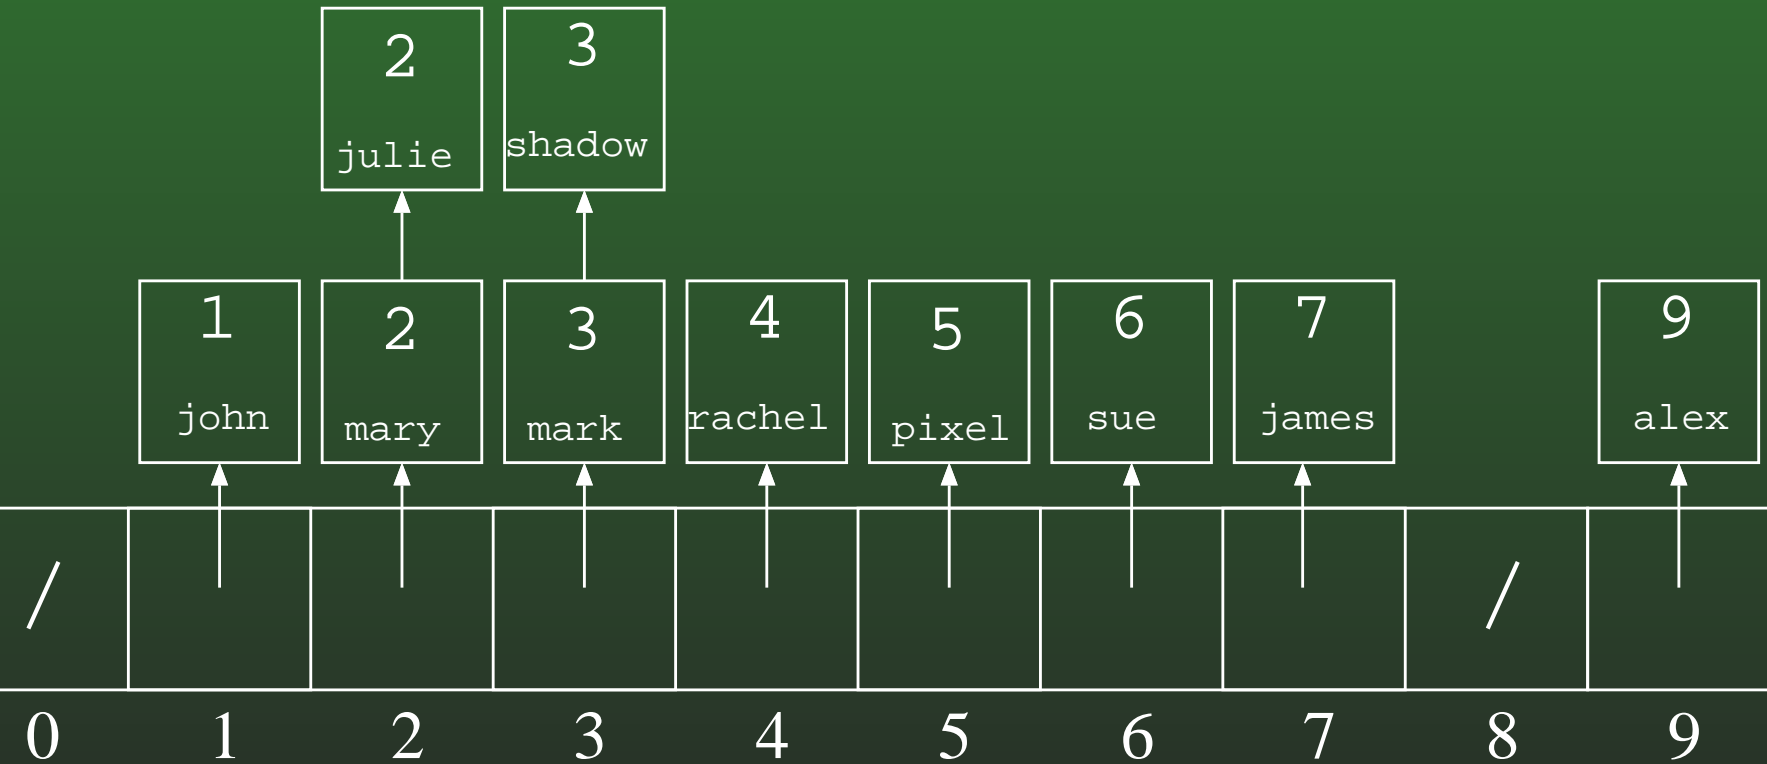 2 3
julie shadow
1 2 3 4 5 6 7 9
john mary mark rachel pixel sue james alex
/ /
0 1 2 3 4 5 6 7 8 9